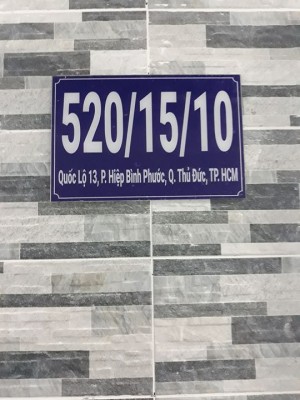 520/15/10
Quốc Lộ 13, P. Hiệp Bình Phước, Q. Thủ Đức, TP. HCM